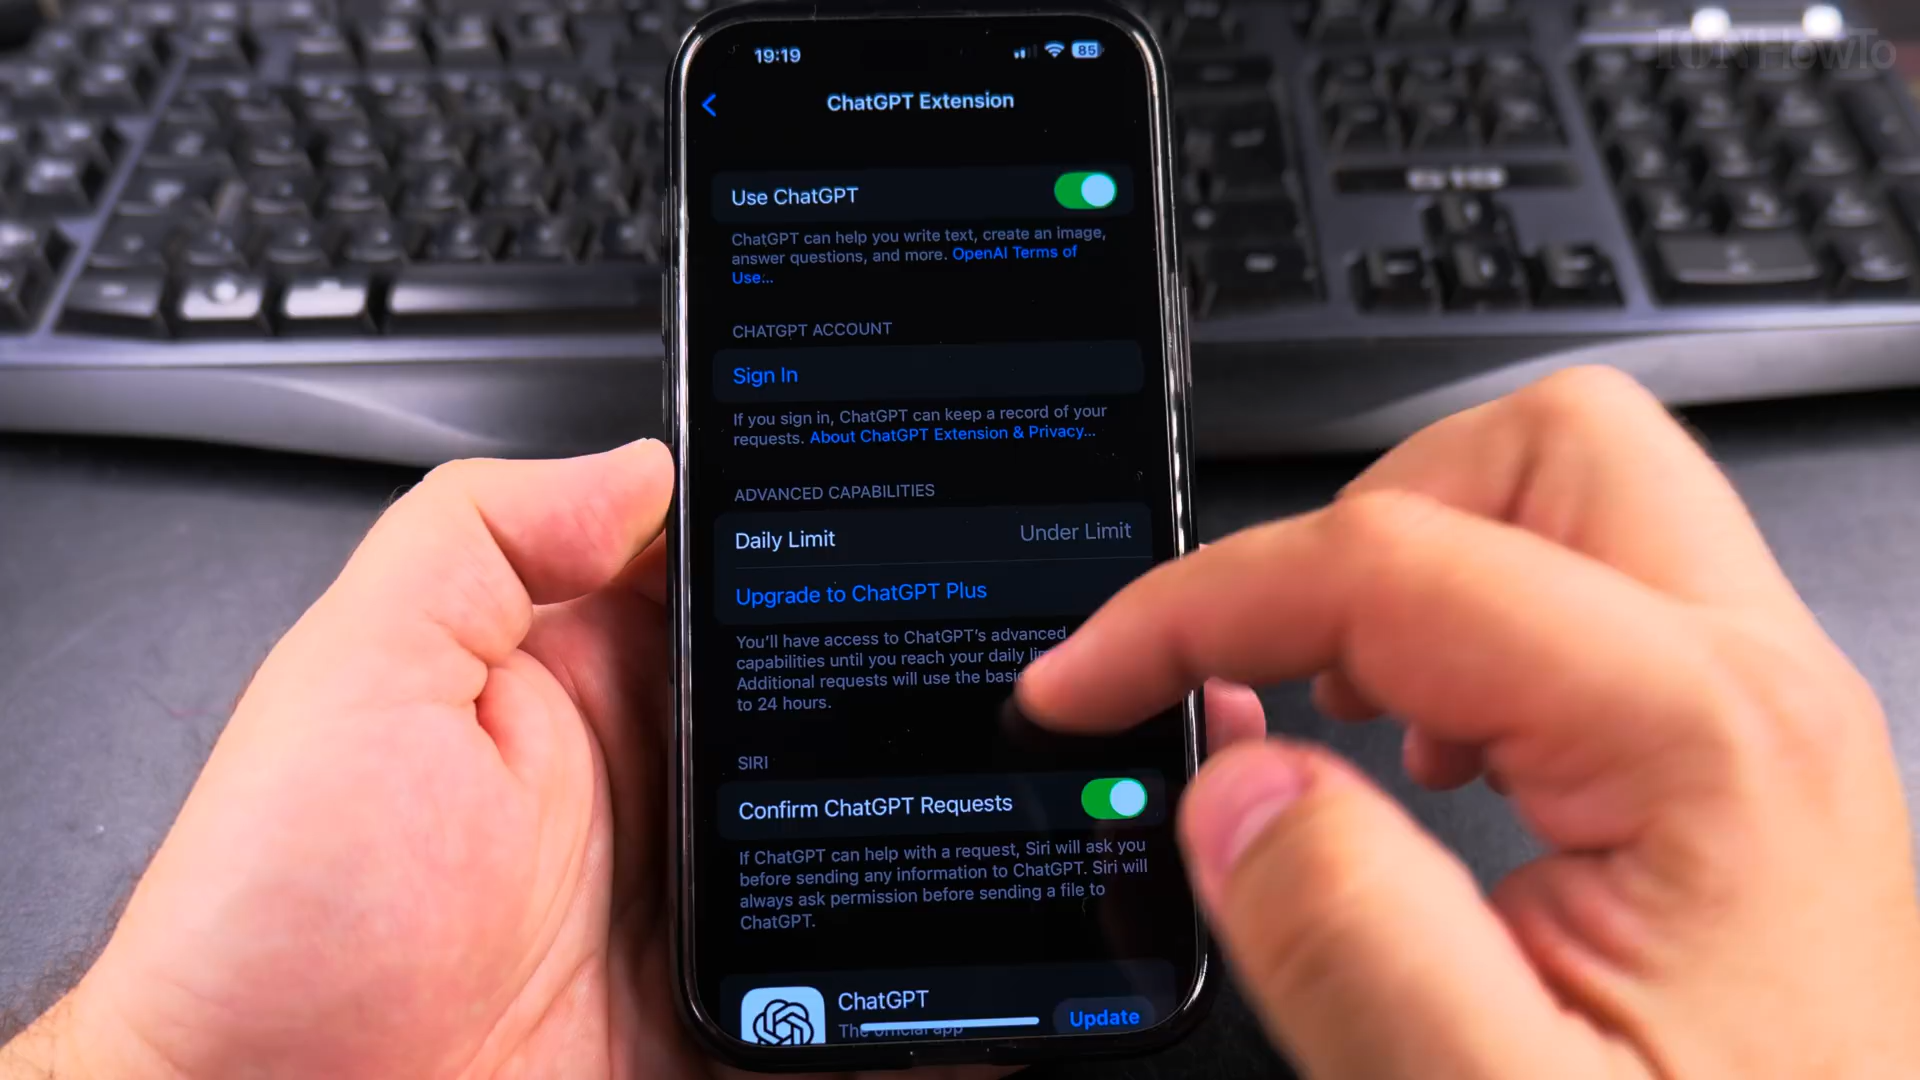 IUNHowTo
19:19
85
ChatGPT Extension
Use ChatGPT
ChatGPT can help you write text, create an image,
answer questions, and more. OpenAI Terms of
Use...
CHATGPT ACCOUNT
Sign In
If you sign in, ChatGPT can keep a record of your
requests. About ChatGPT Extension & Privacy...
ADVANCED CAPABILITIES
Daily Limit
Under Limit
Upgrade to ChatGPT Plus
You'll have access to ChatGPT's advanced
capabilities until you reach your daily
Additional requests will use the
to 24 hours.
SIRI
Confirm ChatGPT Requests
If ChatGPT can help with a request, Siri will ask you
before sending any information to ChatGPT. Siri will
always ask permission before sending a file to
ChatGPT.
ChatGPT
The official app
Update